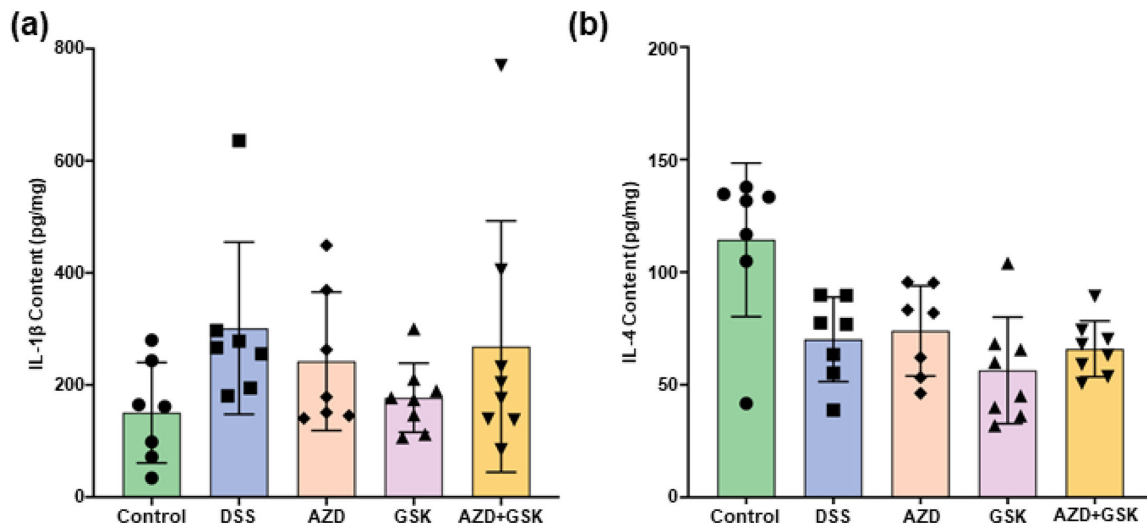 (a)
800
600
400
200
0
IL-1β Content (pg/mg)
Control DSS AZD GSK AZD+GSK
(b)
200
150
100
50
0
IL-4 Content (pg/mg)
Control DSS AZD GSK AZD+GSK